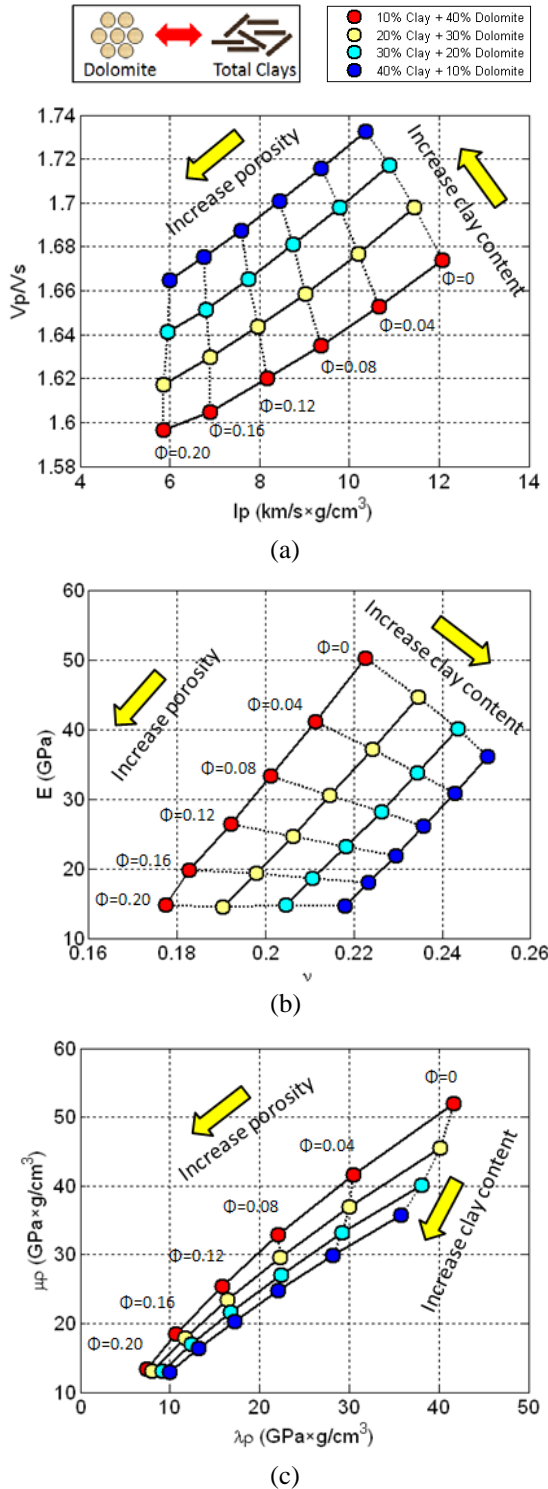 Dolomite
Total Clays
10% Clay + 40% Dolomite
20% Clay + 30% Dolomite
30% Clay + 20% Dolomite
40% Clay + 10% Dolomite
1.74
1.72
1.7
1.68
1.66
1.64
1.62
1.6
1.58
Vp/Vs
Increase porosity
Increase clay content
Φ=0
Φ=0.04
Φ=0.08
Φ=0.12
Φ=0.16
Φ=0.20
4 6 8 10 12 14
Ip (km/s×g/cm³)
(a)
60
50
40
30
20
10
E (GPa)
Increase porosity
Increase clay content
Φ=0
Φ=0.04
Φ=0.08
Φ=0.12
Φ=0.16
Φ=0.20
0.16 0.18 0.2 0.22 0.24 0.26
ν
(b)
60
50
40
30
20
10
0
μρ (GPa×g/cm³)
Increase porosity
Increase clay content
Φ=0
Φ=0.04
Φ=0.08
Φ=0.12
Φ=0.16
Φ=0.20
0 10 20 30 40 50
λρ (GPa×g/cm³)
(c)